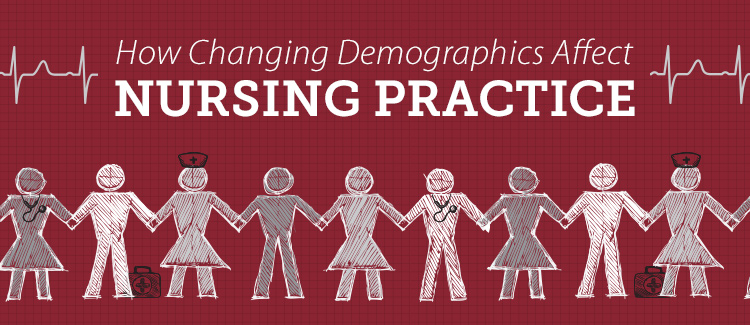 How Changing Demographics Affect
NURSING PRACTICE